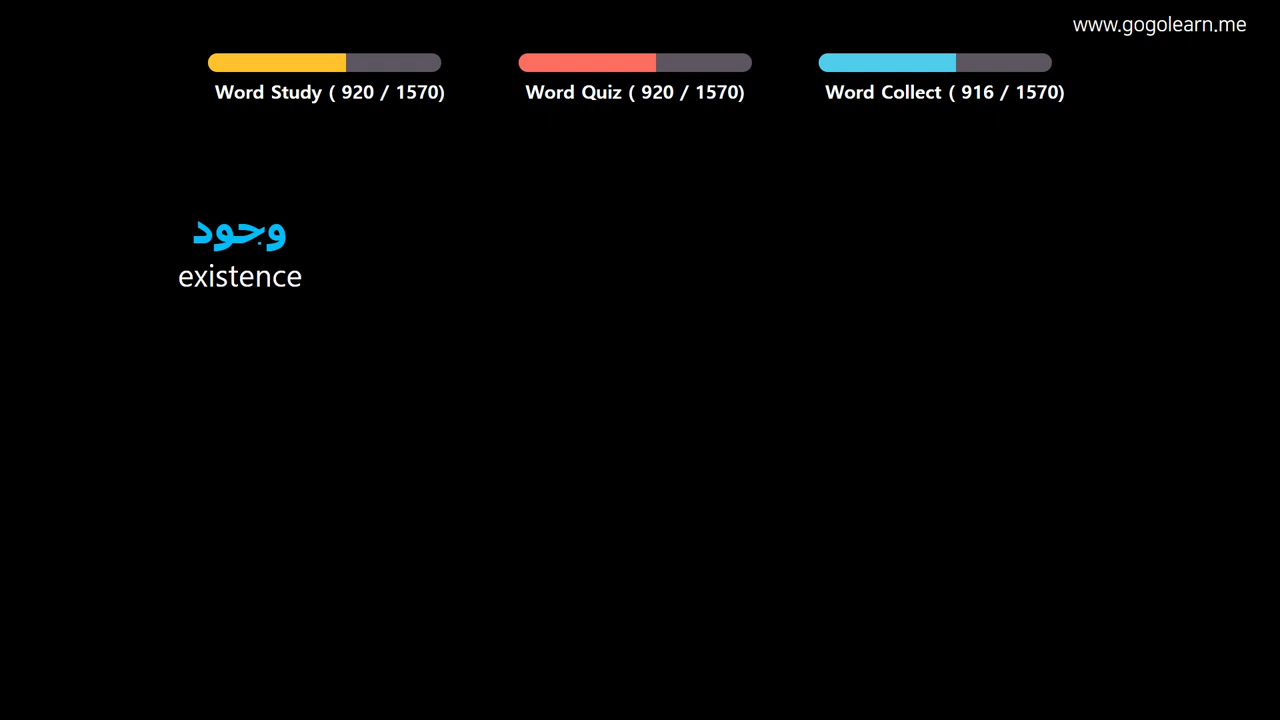 www.gogolearn.me
Word Study ( 920 / 1570)
Word Quiz ( 920 / 1570)
Word Collect ( 916 / 1570)
وجود
existence